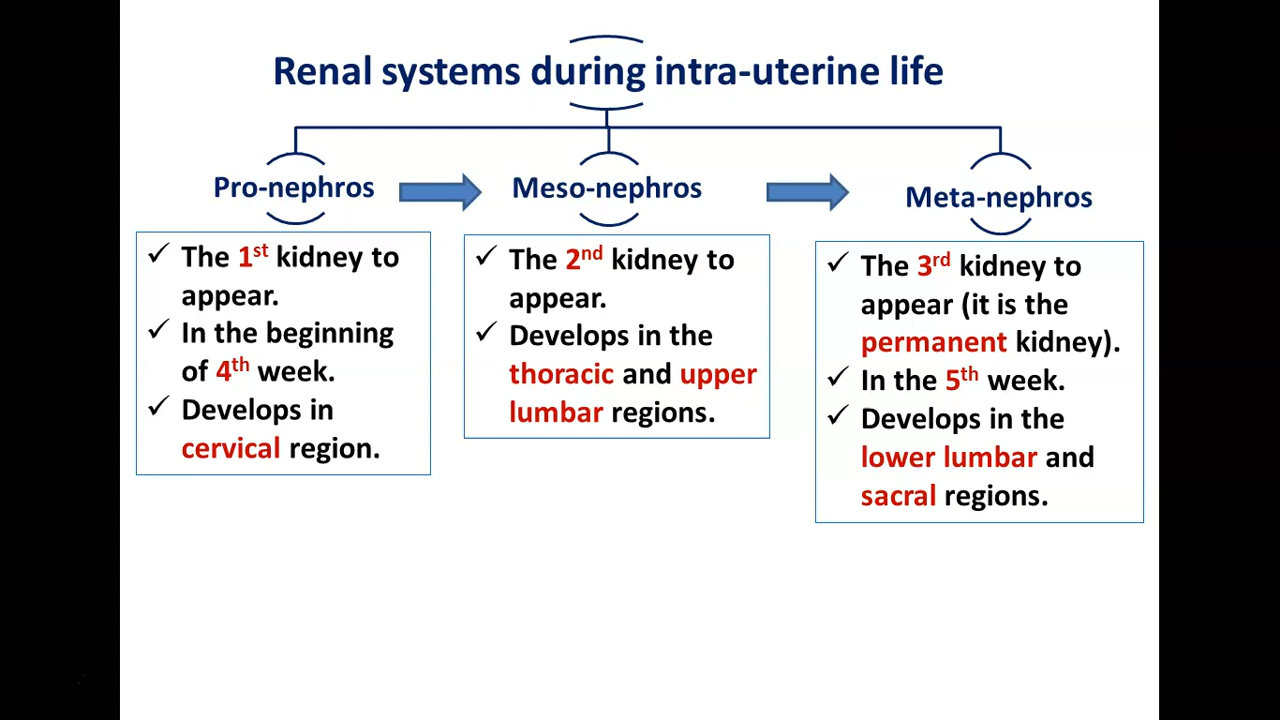 Renal systems during intra-uterine life
Pro-nephros
✓ The 1st kidney to
appear.
✓ In the beginning
of 4th week.
✓ Develops in
cervical region.
Meso-nephros
✓ The 2nd kidney to
appear.
✓ Develops in the
thoracic and upper
lumbar regions.
Meta-nephros
✓ The 3rd kidney to
appear (it is the
permanent kidney).
✓ In the 5th week.
✓ Develops in the
lower lumbar and
sacral regions.